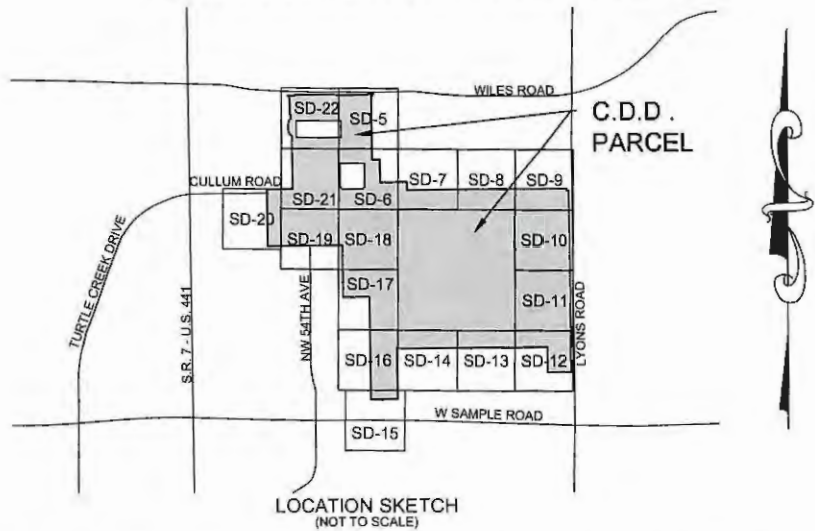 WILES ROAD
SD-22
SD-5
C.D.D.
PARCEL
CULLUM ROAD
SD-7
SD-8
SD-9
SD-20
SD-21
SD-6
SD-19
SD-18
SD-10
SD-17
SD-11
TURTLE CREEK DRIVE
S.R. 7 - U.S. 441
NW 54TH AVE
LYONS ROAD
SD-16
SD-14
SD-13
SD-12
W SAMPLE ROAD
SD-15
LOCATION SKETCH
(NOT TO SCALE)